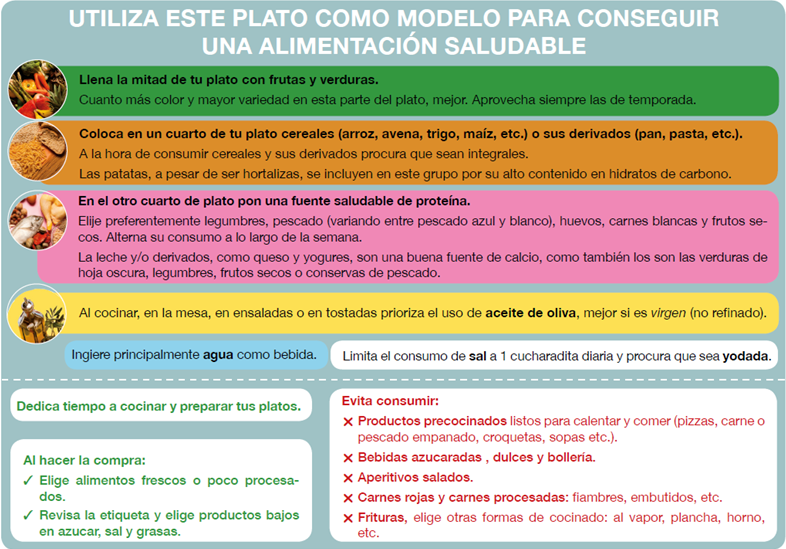 UTILIZA ESTE PLATO COMO MODELO PARA CONSEGUIR
UNA ALIMENTACIÓN SALUDABLE
Llena la mitad de tu plato con frutas y verduras.
Cuanto más color y mayor variedad en esta parte del plato, mejor. Aprovecha siempre las de temporada.
Coloca en un cuarto de tu plato cereales (arroz, avena, trigo, maíz, etc.) o sus derivados (pan, pasta, etc.).
A la hora de consumir cereales y sus derivados procura que sean integrales.
Las patatas, a pesar de ser hortalizas, se incluyen en este grupo por su alto contenido en hidratos de carbono.
En el otro cuarto de plato pon una fuente saludable de proteína.
Elije preferentemente legumbres, pescado (variando entre pescado azul y blanco), huevos, carnes blancas y frutos se-
cos. Alterna su consumo a lo largo de la semana.
La leche y/o derivados, como queso y yogures, son una buena fuente de calcio, como también los son las verduras de
hoja oscura, legumbres, frutos secos o conservas de pescado.
Al cocinar, en la mesa, en ensaladas o en tostadas prioriza el uso de aceite de oliva, mejor si es virgen (no refinado).
Ingiere principalmente agua como bebida.
Limita el consumo de sal a 1 cucharadita diaria y procura que sea yodada.
Dedica tiempo a cocinar y preparar tus platos.
Al hacer la compra:
✓ Elige alimentos frescos o poco procesa-
dos.
✓ Revisa la etiqueta y elige productos bajos
en azucar, sal y grasas.
Evita consumir:
✗ Productos precocinados listos para calentar y comer (pizzas, carne o
pescado empanado, croquetas, sopas etc.).
✗ Bebidas azucaradas , dulces y bollería.
✗ Aperitivos salados.
✗ Carnes rojas y carnes procesadas: fiambres, embutidos, etc.
✗ Frituras, elige otras formas de cocinado: al vapor, plancha, horno,
etc.